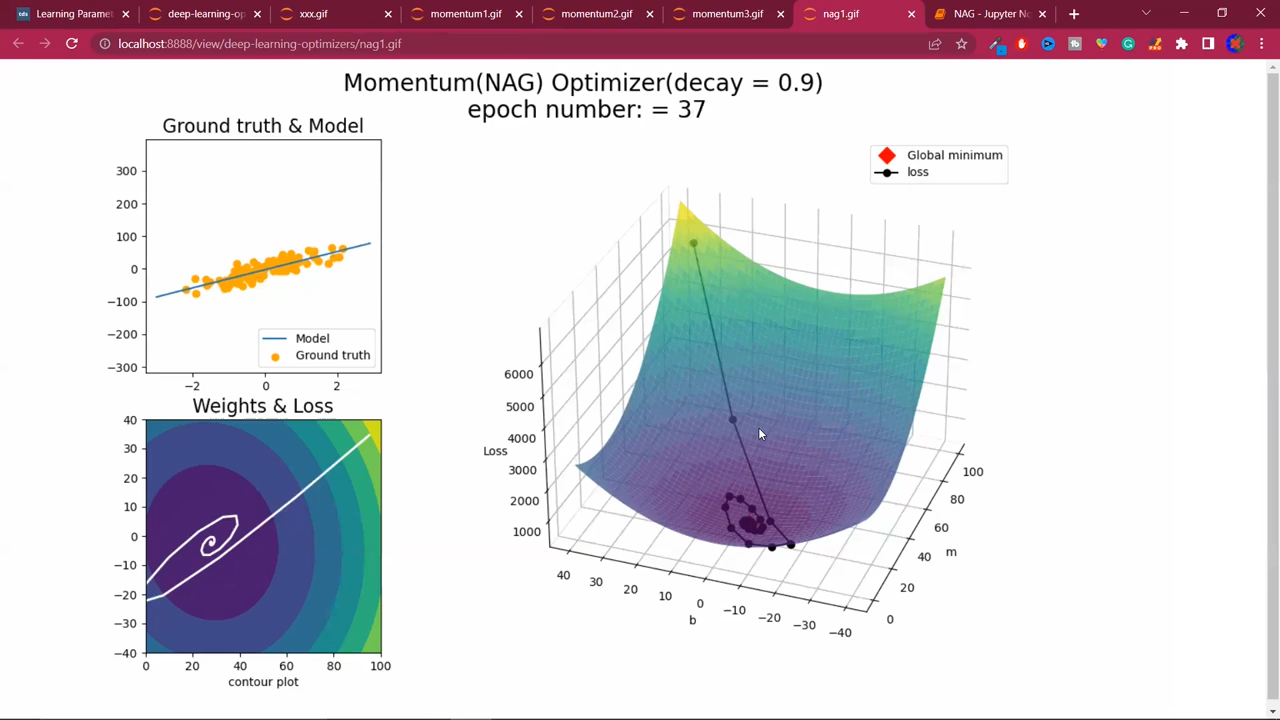 Learning Paramet
deep-learning-op
xxx.gif
momentum1.gif
momentum2.gif
momentum3.gif
nag1.gif
NAG - Jupyter No
localhost:8888/view/deep-learning-optimizers/nag1.gif
Momentum(NAG) Optimizer(decay = 0.9)
epoch number: = 37
Ground truth & Model
300
200
100
0
−100
−200
−300
Model
Ground truth
−2
0
2
Weights & Loss
40
30
20
10
0
−10
−20
−30
−40
0
20
40
60
80
100
contour plot
Global minimum
loss
6000
5000
4000
3000
2000
1000
Loss
40
30
20
10
0
−10
−20
−30
−40
b
0
20
40
60
80
100
m